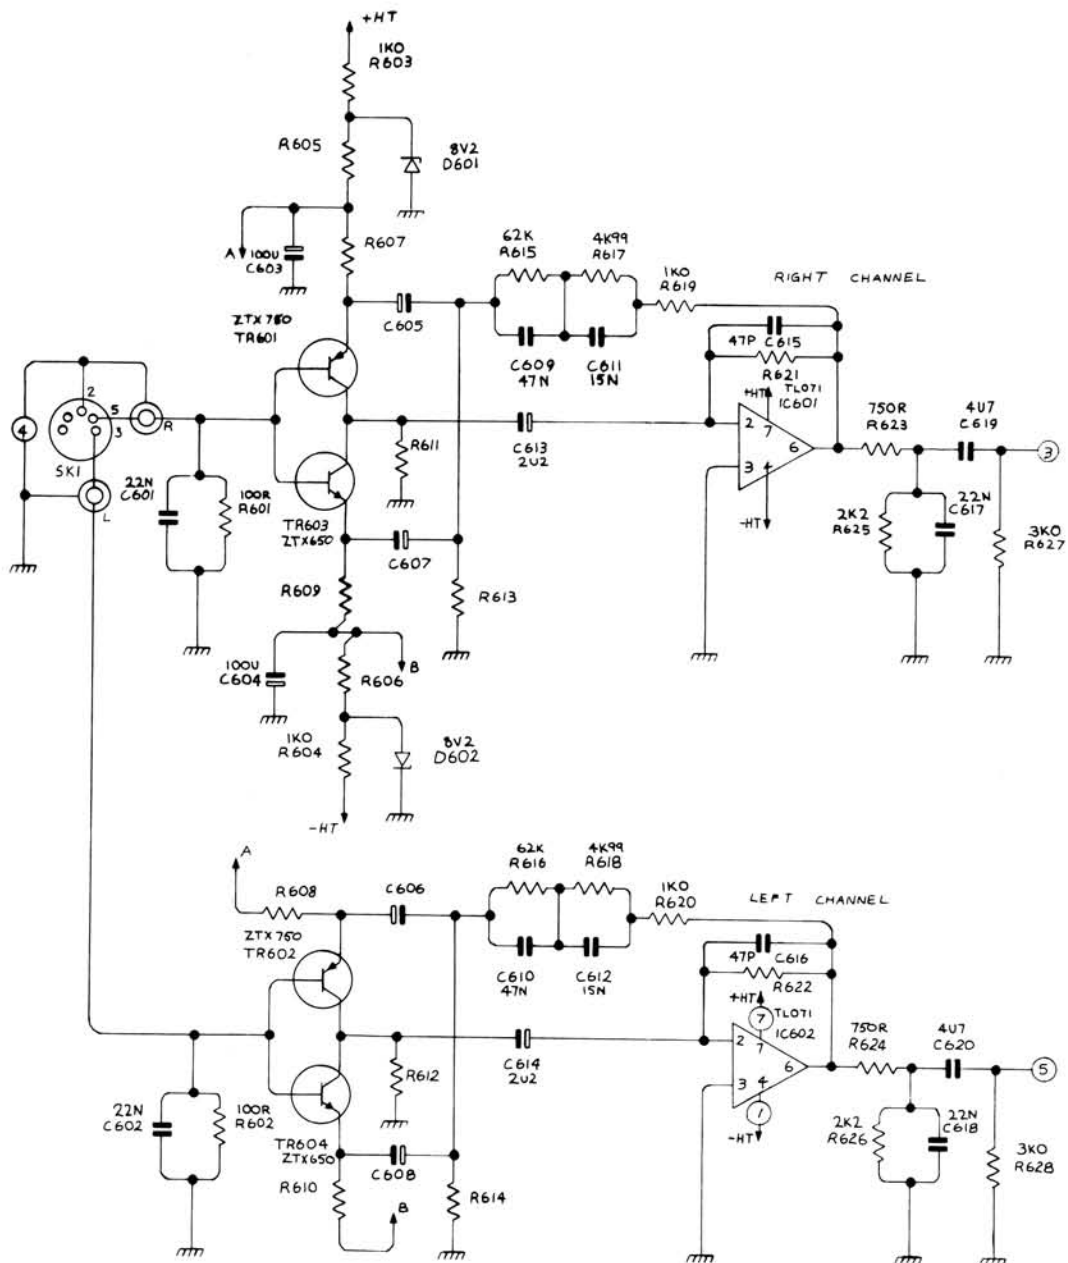 +HT
1K0
R603
R605
8V2
D601
A
100U
C603
R607
62K
R615
4K99
R617
1K0
R619
RIGHT CHANNEL
C605
ZTX750
TR601
C609
47N
C611
15N
47P
C615
R621
+HT
TL071
IC601
7
2
3
4
6
-HT
750R
R623
4U7
C619
3
4
2
5
3
R
SK1
L
22N
C601
100R
R601
R611
C613
2U2
TR603
ZTX650
C607
2K2
R625
22N
C617
3K0
R627
R609
R613
100U
C604
B
R606
1K0
R604
8V2
D602
-HT
A
R608
C606
62K
R616
4K99
R618
1K0
R620
LEFT CHANNEL
ZTX750
TR602
C610
47N
C612
15N
47P
C616
R622
+HT
7
TL071
IC602
7
2
3
4
6
1
-HT
750R
R624
4U7
C620
5
C614
2U2
R612
22N
C602
100R
R602
TR604
ZTX650
C608
2K2
R626
22N
C618
3K0
R628
R610
B
R614